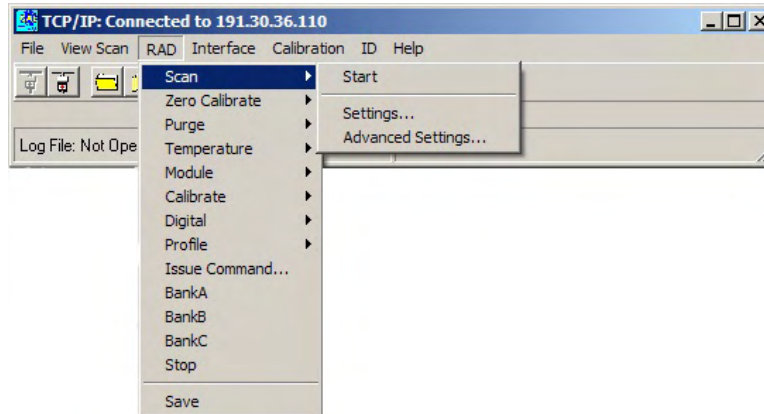 TCP/IP: Connected to 191.30.36.110
File View Scan RAD Interface Calibration ID Help
Scan
Start
Zero Calibrate
Settings...
Purge
Advanced Settings...
Log File: Not Ope
Temperature
Module
Calibrate
Digital
Profile
Issue Command...
BankA
BankB
BankC
Stop
Save